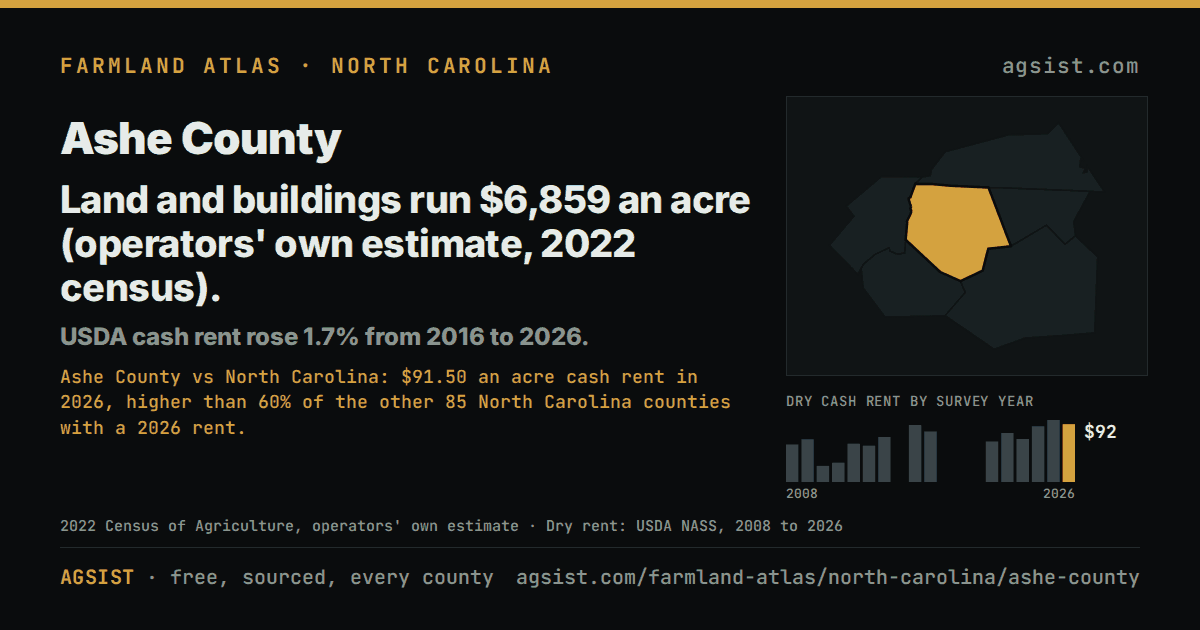 FARMLAND ATLAS · NORTH CAROLINA
agsist.com
Ashe County
Land and buildings run $6,859 an acre
(operators' own estimate, 2022
census).
USDA cash rent rose 1.7% from 2016 to 2026.
Ashe County vs North Carolina: $91.50 an acre cash rent in
2026, higher than 60% of the other 85 North Carolina counties
with a 2026 rent.
DRY CASH RENT BY SURVEY YEAR
$92
2008
2026
2022 Census of Agriculture, operators' own estimate · Dry rent: USDA NASS, 2008 to 2026
AGSIST · free, sourced, every county
agsist.com/farmland-atlas/north-carolina/ashe-county